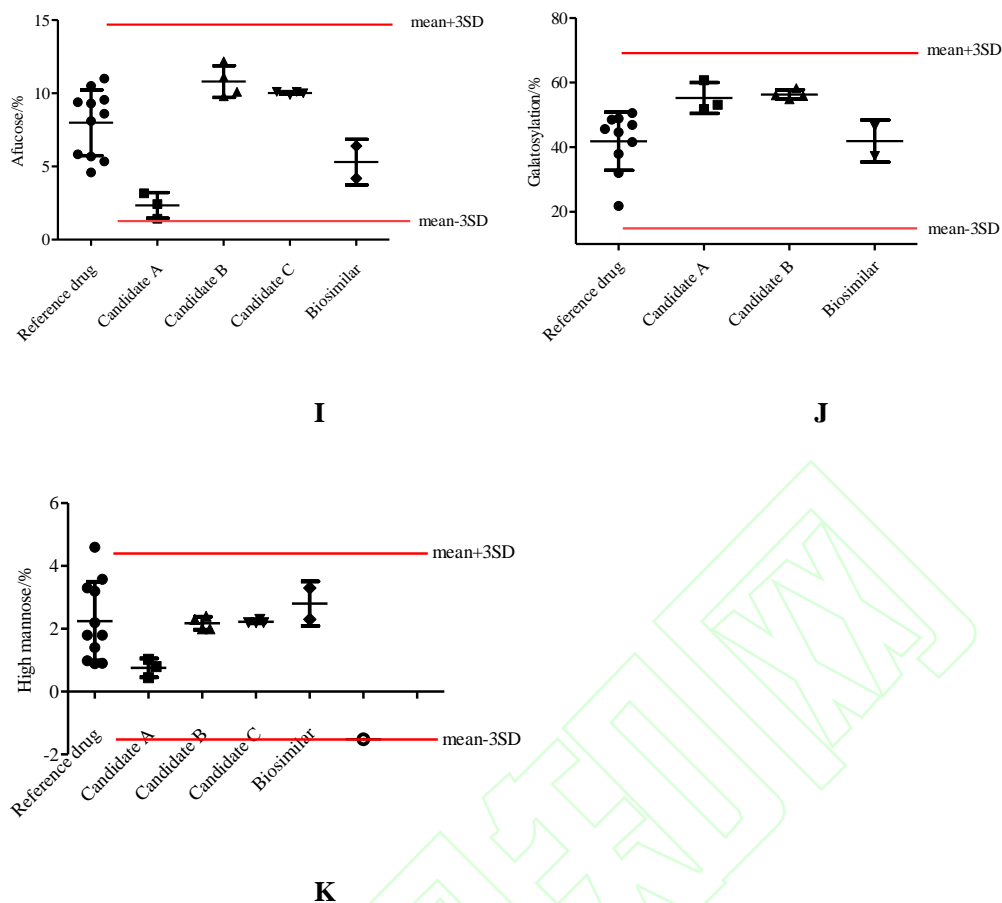 15
10
5
0
Afucose/%
mean+3SD
mean-3SD
Reference drug
Candidate A
Candidate B
Candidate C
Biosimilar
I
80
60
40
20
Galatosylation/%
mean+3SD
mean-3SD
Reference drug
Candidate A
Candidate B
Biosimilar
J
6
4
2
0
-2
High mannose/%
mean+3SD
mean-3SD
Reference drug
Candidate A
Candidate B
Candidate C
Biosimilar
K
知网